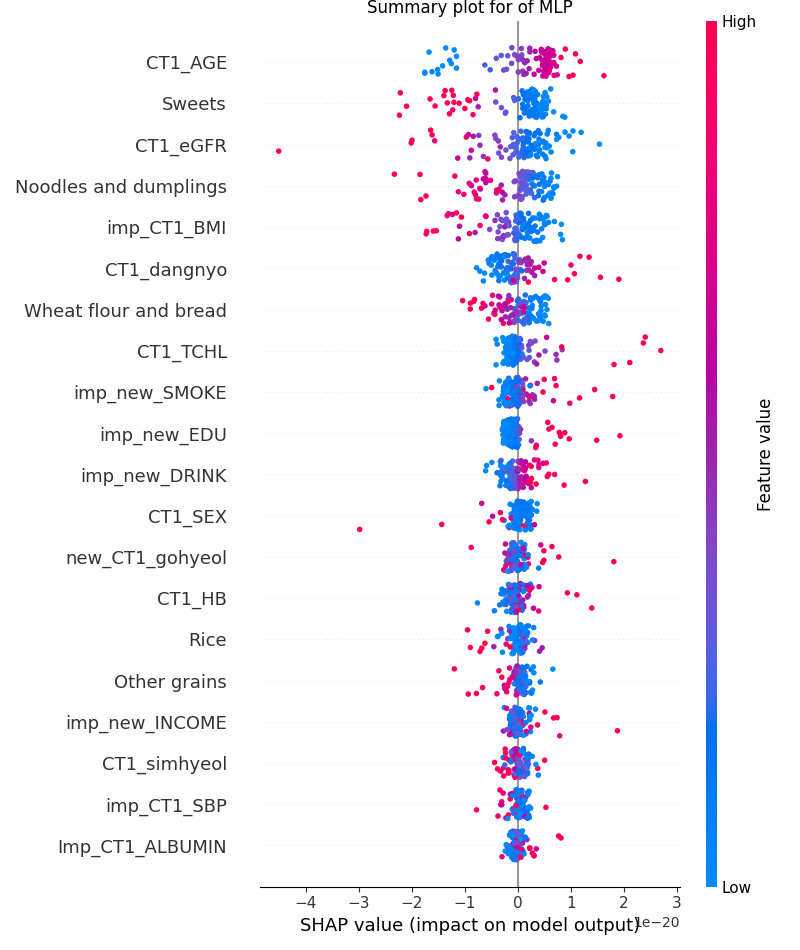 Summary plot for of MLP
High
CT1_AGE
Sweets
CT1_eGFR
Noodles and dumplings
imp_CT1_BMI
CT1_dangnyo
Wheat flour and bread
CT1_TCHL
imp_new_SMOKE
imp_new_EDU
imp_new_DRINK
CT1_SEX
new_CT1_gohyeol
CT1_HB
Rice
Other grains
imp_new_INCOME
CT1_simhyeol
imp_CT1_SBP
Imp_CT1_ALBUMIN
Feature value
Low
−4 −3 −2 −1 0 1 2 3
1e−20
SHAP value (impact on model output)